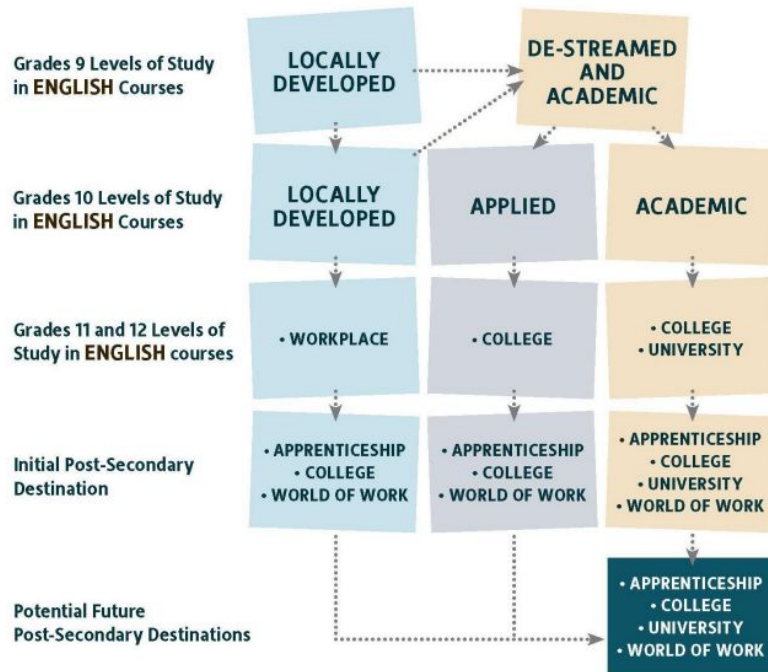 Grades 9 Levels of Study
in ENGLISH Courses
LOCALLY
DEVELOPED
DE-STREAMED
AND
ACADEMIC
Grades 10 Levels of Study
in ENGLISH Courses
LOCALLY
DEVELOPED
APPLIED
ACADEMIC
Grades 11 and 12 Levels of
Study in ENGLISH courses
• WORKPLACE
• COLLEGE
• COLLEGE
• UNIVERSITY
Initial Post-Secondary
Destination
• APPRENTICESHIP
• COLLEGE
• WORLD OF WORK
• APPRENTICESHIP
• COLLEGE
• WORLD OF WORK
• APPRENTICESHIP
• COLLEGE
• UNIVERSITY
• WORLD OF WORK
Potential Future
Post-Secondary Destinations
• APPRENTICESHIP
• COLLEGE
• UNIVERSITY
• WORLD OF WORK